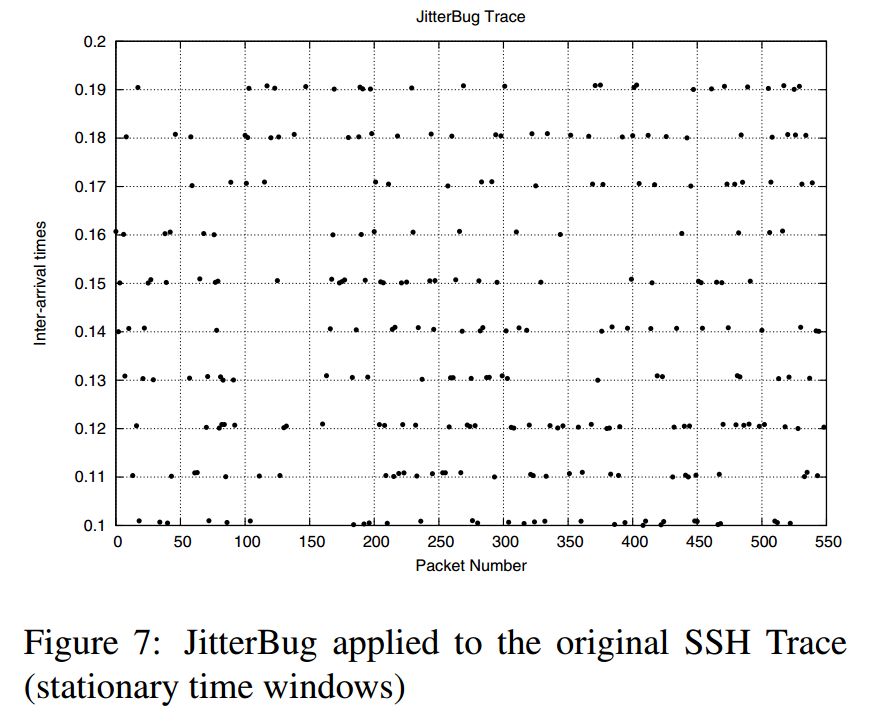 JitterBug Trace
0.2
0.19
0.18
0.17
0.16
0.15
0.14
0.13
0.12
0.11
0.1
Inter-arrival times
0 50 100 150 200 250 300 350 400 450 500 550
Packet Number
Figure 7: JitterBug applied to the original SSH Trace
(stationary time windows)